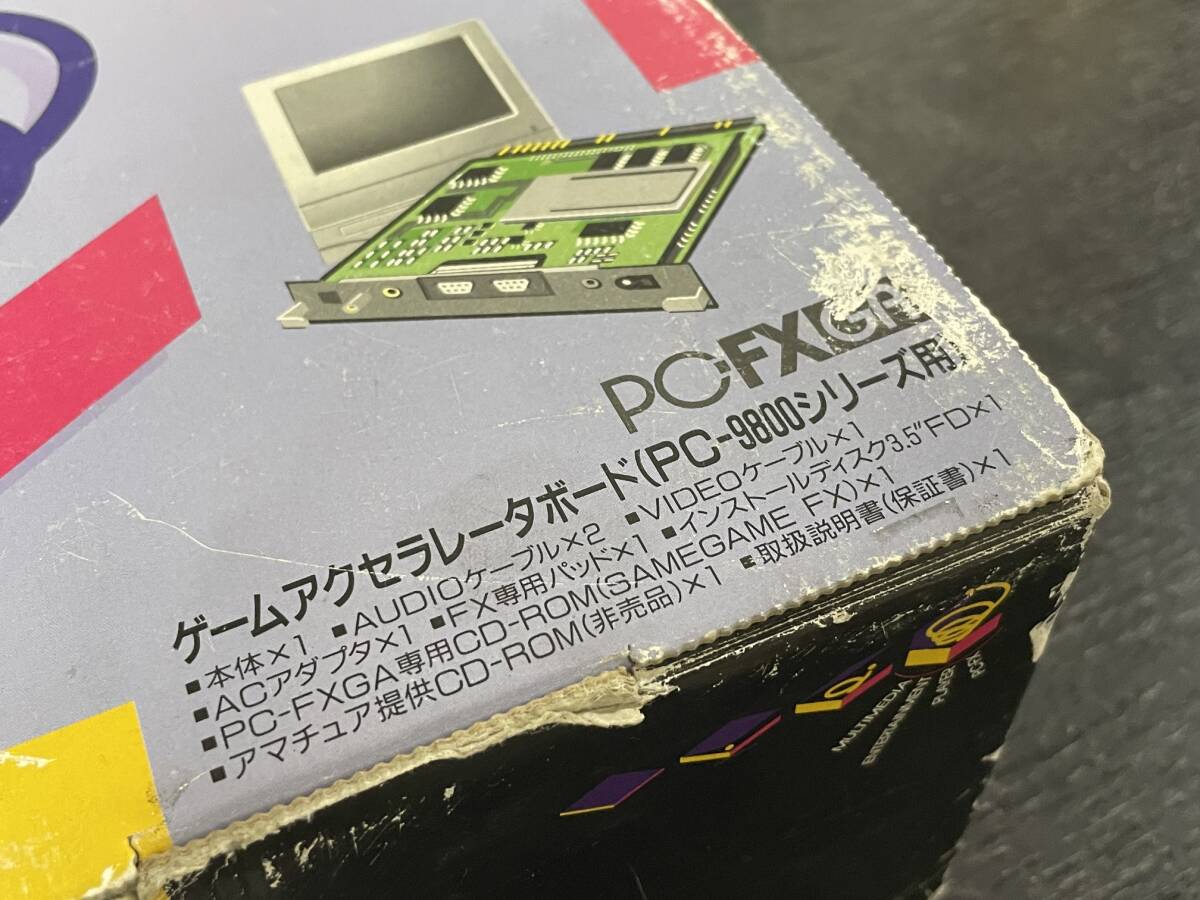 PC-FXGA
ゲームアクセラレータボード(PC-9800シリーズ用)
■本体×1 ■AUDIOケーブル×2 ■VIDEOケーブル×1
■ACアダプタ×1 ■FX専用パッド×1 ■インストールディスク3.5"FD×1
■PC-FXGA専用CD-ROM(SAMEGAME FX)×1
■アマチュア提供CD-ROM(非売品)×1 ■取扱説明書(保証書)×1
MULTIMEDIA
ENTERTAINMENT
PLAYER